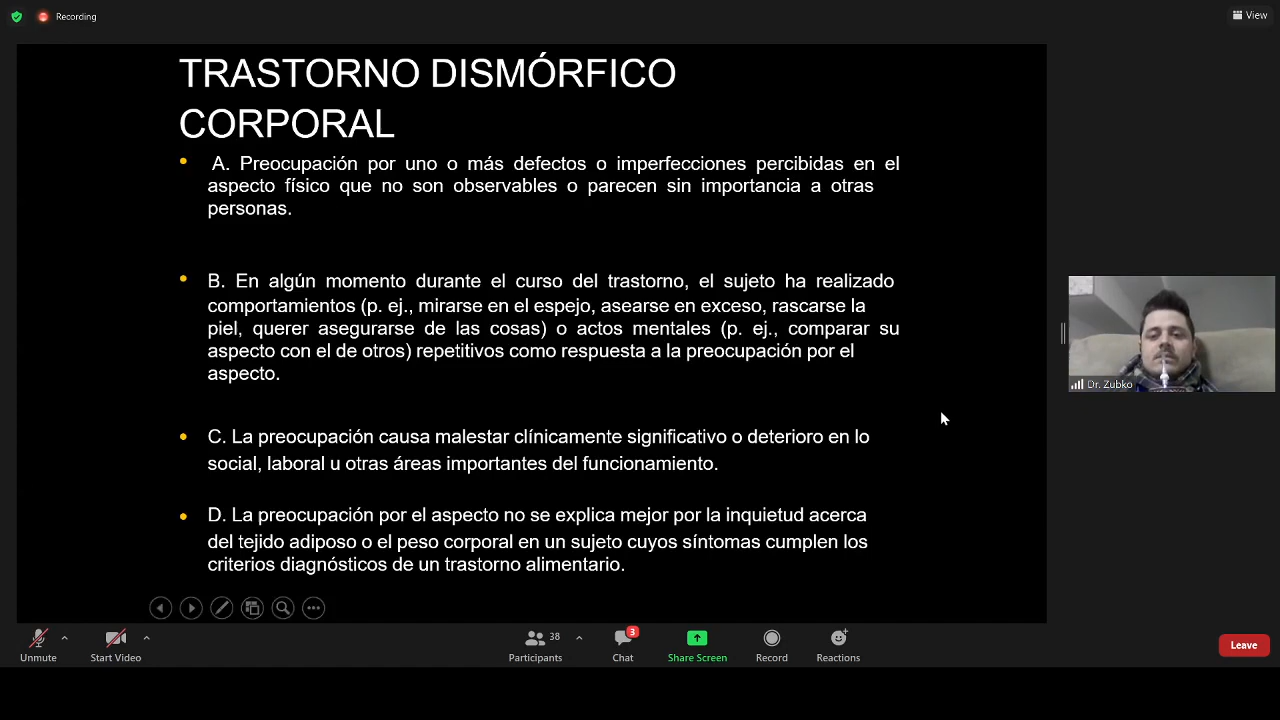 Recording
View
TRASTORNO DISMÓRFICO
CORPORAL
A. Preocupación por uno o más defectos o imperfecciones percibidas en el
aspecto físico que no son observables o parecen sin importancia a otras
personas.
B. En algún momento durante el curso del trastorno, el sujeto ha realizado
comportamientos (p. ej., mirarse en el espejo, asearse en exceso, rascarse la
piel, querer asegurarse de las cosas) o actos mentales (p. ej., comparar su
aspecto con el de otros) repetitivos como respuesta a la preocupación por el
aspecto.
C. La preocupación causa malestar clínicamente significativo o deterioro en lo
social, laboral u otras áreas importantes del funcionamiento.
D. La preocupación por el aspecto no se explica mejor por la inquietud acerca
del tejido adiposo o el peso corporal en un sujeto cuyos síntomas cumplen los
criterios diagnósticos de un trastorno alimentario.
Dr. Zubko
38
3
Unmute
Start Video
Participants
Chat
Share Screen
Record
Reactions
Leave